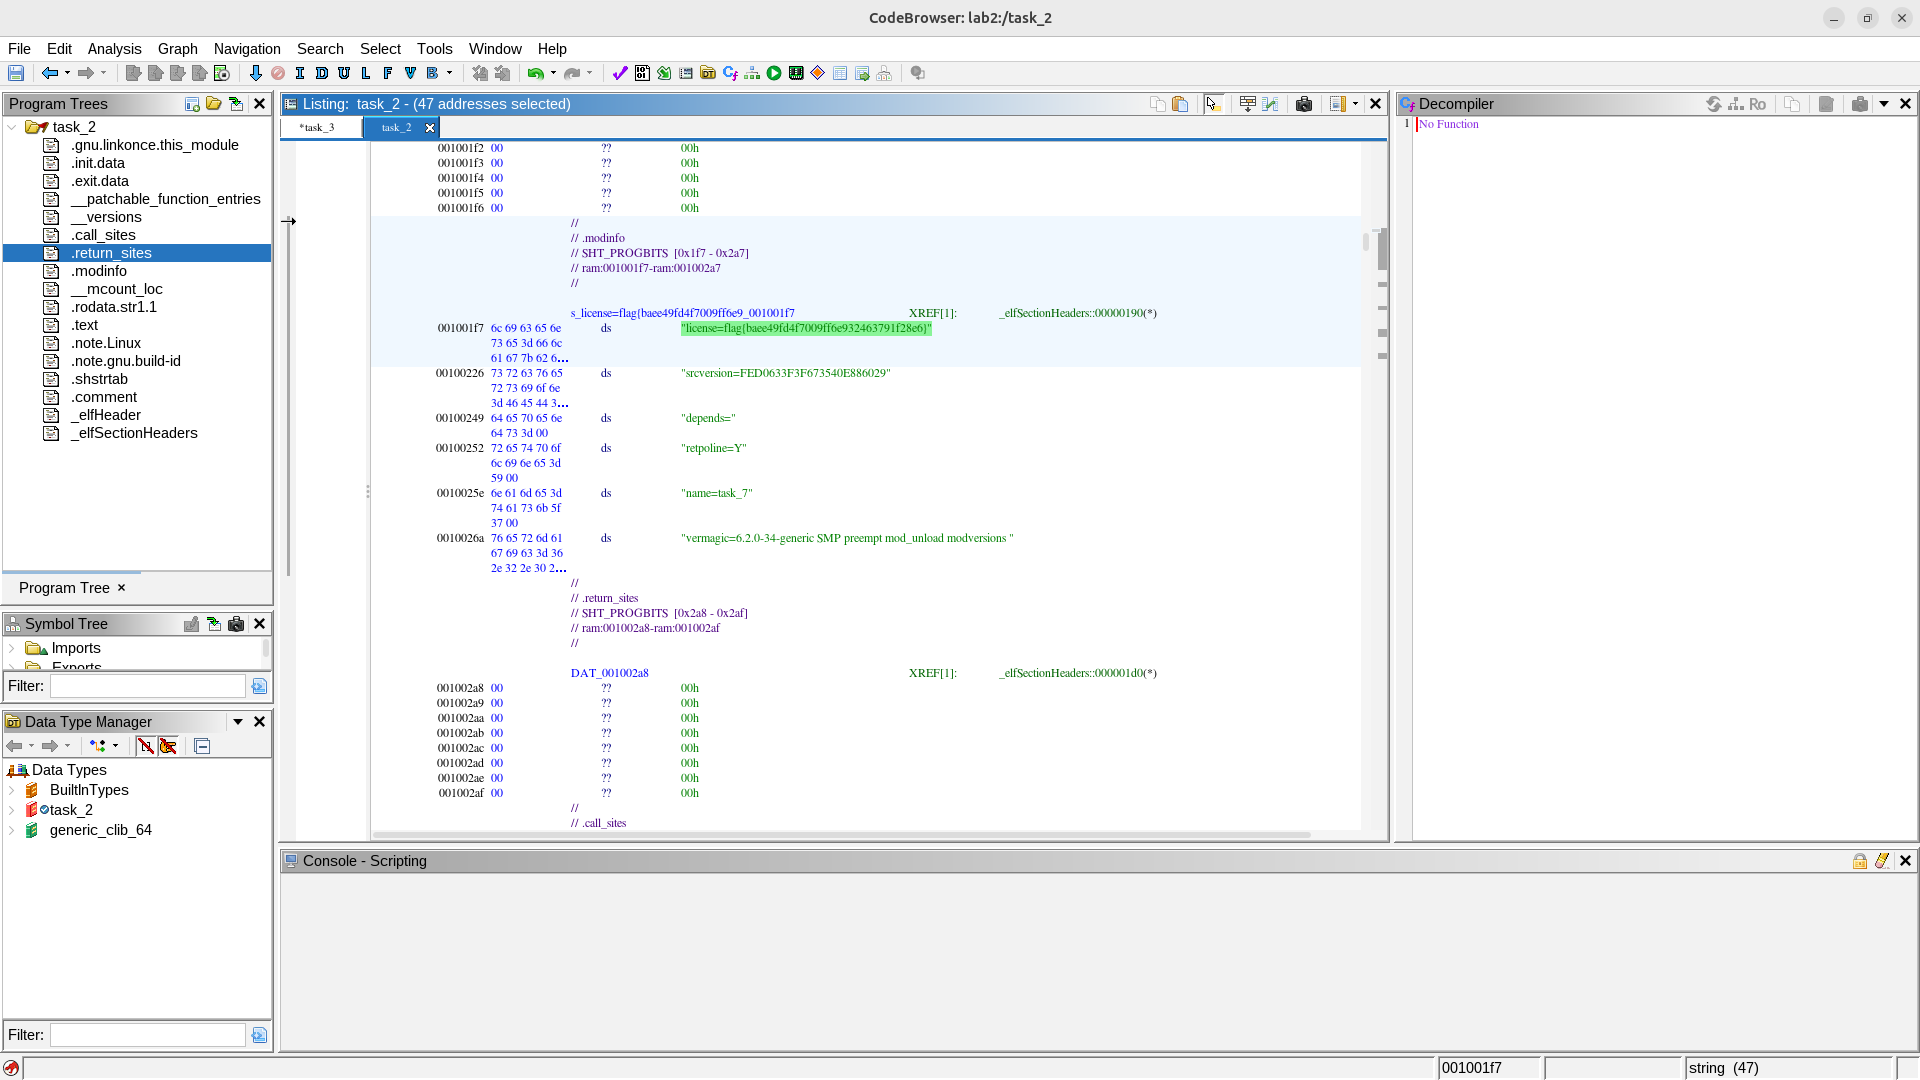 CodeBrowser: lab2:/task_2
File Edit Analysis Graph Navigation Search Select Tools Window Help
I D U L F V B
Program Trees
task_2
.gnu.linkonce.this_module
.init.data
.exit.data
__patchable_function_entries
__versions
.call_sites
.return_sites
.modinfo
__mcount_loc
.rodata.str1.1
.text
.note.Linux
.note.gnu.build-id
.shstrtab
.comment
_elfHeader
_elfSectionHeaders
Program Tree ×
Symbol Tree
Imports
Exports
Filter:
Data Type Manager
Data Types
BuiltInTypes
task_2
generic_clib_64
Filter:
Listing: task_2 - (47 addresses selected)
*task_3 task_2
001001f2 00 ?? 00h
001001f3 00 ?? 00h
001001f4 00 ?? 00h
001001f5 00 ?? 00h
001001f6 00 ?? 00h
//
// .modinfo
// SHT_PROGBITS [0x1f7 - 0x2a7]
// ram:001001f7-ram:001002a7
//
s_license=flag{baee49fd4f7009ff6e9_001001f7 XREF[1]: _elfSectionHeaders::00000190(*)
001001f7 6c 69 63 65 6e ds "license=flag{baee49fd4f7009ff6e932463791f28e6}"
73 65 3d 66 6c
61 67 7b 62 6...
00100226 73 72 63 76 65 ds "srcversion=FED0633F3F673540E886029"
72 73 69 6f 6e
3d 46 45 44 3...
00100249 64 65 70 65 6e ds "depends="
64 73 3d 00
00100252 72 65 74 70 6f ds "retpoline=Y"
6c 69 6e 65 3d
59 00
0010025e 6e 61 6d 65 3d ds "name=task_7"
74 61 73 6b 5f
37 00
0010026a 76 65 72 6d 61 ds "vermagic=6.2.0-34-generic SMP preempt mod_unload modversions "
67 69 63 3d 36
2e 32 2e 30 2...
//
// .return_sites
// SHT_PROGBITS [0x2a8 - 0x2af]
// ram:001002a8-ram:001002af
//
DAT_001002a8 XREF[1]: _elfSectionHeaders::000001d0(*)
001002a8 00 ?? 00h
001002a9 00 ?? 00h
001002aa 00 ?? 00h
001002ab 00 ?? 00h
001002ac 00 ?? 00h
001002ad 00 ?? 00h
001002ae 00 ?? 00h
001002af 00 ?? 00h
//
// .call_sites
Decompiler
Ro
1 No Function
Console - Scripting
001001f7 string (47)